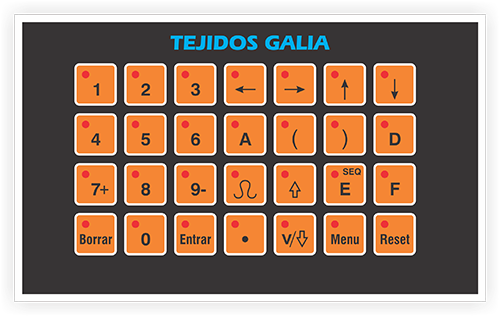 TEJIDOS GALIA
1 2 3 ← → ↑ ↓
4 5 6 A ( ) D
7+ 8 9- ♌ ⇧ SEQ E F
Borrar 0 Entrar • V/⇩ Menu Reset